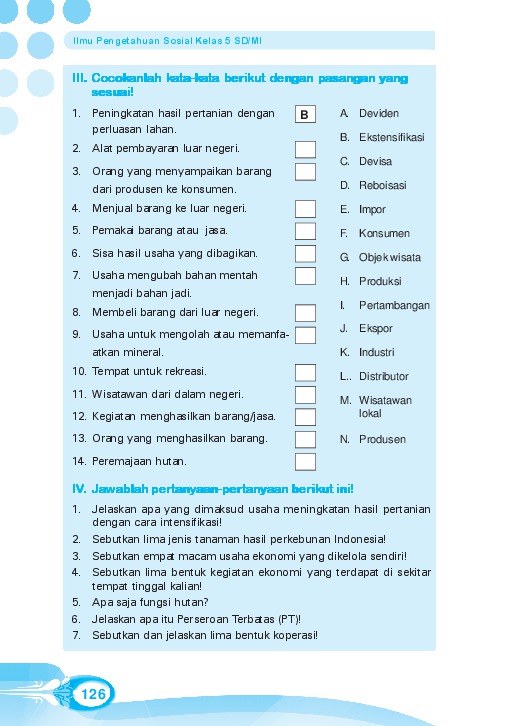 Ilmu Pengetahuan Sosial Kelas 5 SD/MI
III. Cocokanlah kata-kata berikut dengan pasangan yang
sesuai!
1. Peningkatan hasil pertanian dengan
perluasan lahan.
B
2. Alat pembayaran luar negeri.
3. Orang yang menyampaikan barang
dari produsen ke konsumen.
4. Menjual barang ke luar negeri.
5. Pemakai barang atau jasa.
6. Sisa hasil usaha yang dibagikan.
7. Usaha mengubah bahan mentah
menjadi bahan jadi.
8. Membeli barang dari luar negeri.
9. Usaha untuk mengolah atau memanfa-
atkan mineral.
10. Tempat untuk rekreasi.
11. Wisatawan dari dalam negeri.
12. Kegiatan menghasilkan barang/jasa.
13. Orang yang menghasilkan barang.
14. Peremajaan hutan.
A. Deviden
B. Ekstensifikasi
C. Devisa
D. Reboisasi
E. Impor
F. Konsumen
G. Objek wisata
H. Produksi
I. Pertambangan
J. Ekspor
K. Industri
L.. Distributor
M. Wisatawan
lokal
N. Produsen
IV. Jawablah pertanyaan-pertanyaan berikut ini!
1. Jelaskan apa yang dimaksud usaha meningkatan hasil pertanian
dengan cara intensifikasi!
2. Sebutkan lima jenis tanaman hasil perkebunan Indonesia!
3. Sebutkan empat macam usaha ekonomi yang dikelola sendiri!
4. Sebutkan lima bentuk kegiatan ekonomi yang terdapat di sekitar
tempat tinggal kalian!
5. Apa saja fungsi hutan?
6. Jelaskan apa itu Perseroan Terbatas (PT)!
7. Sebutkan dan jelaskan lima bentuk koperasi!
126